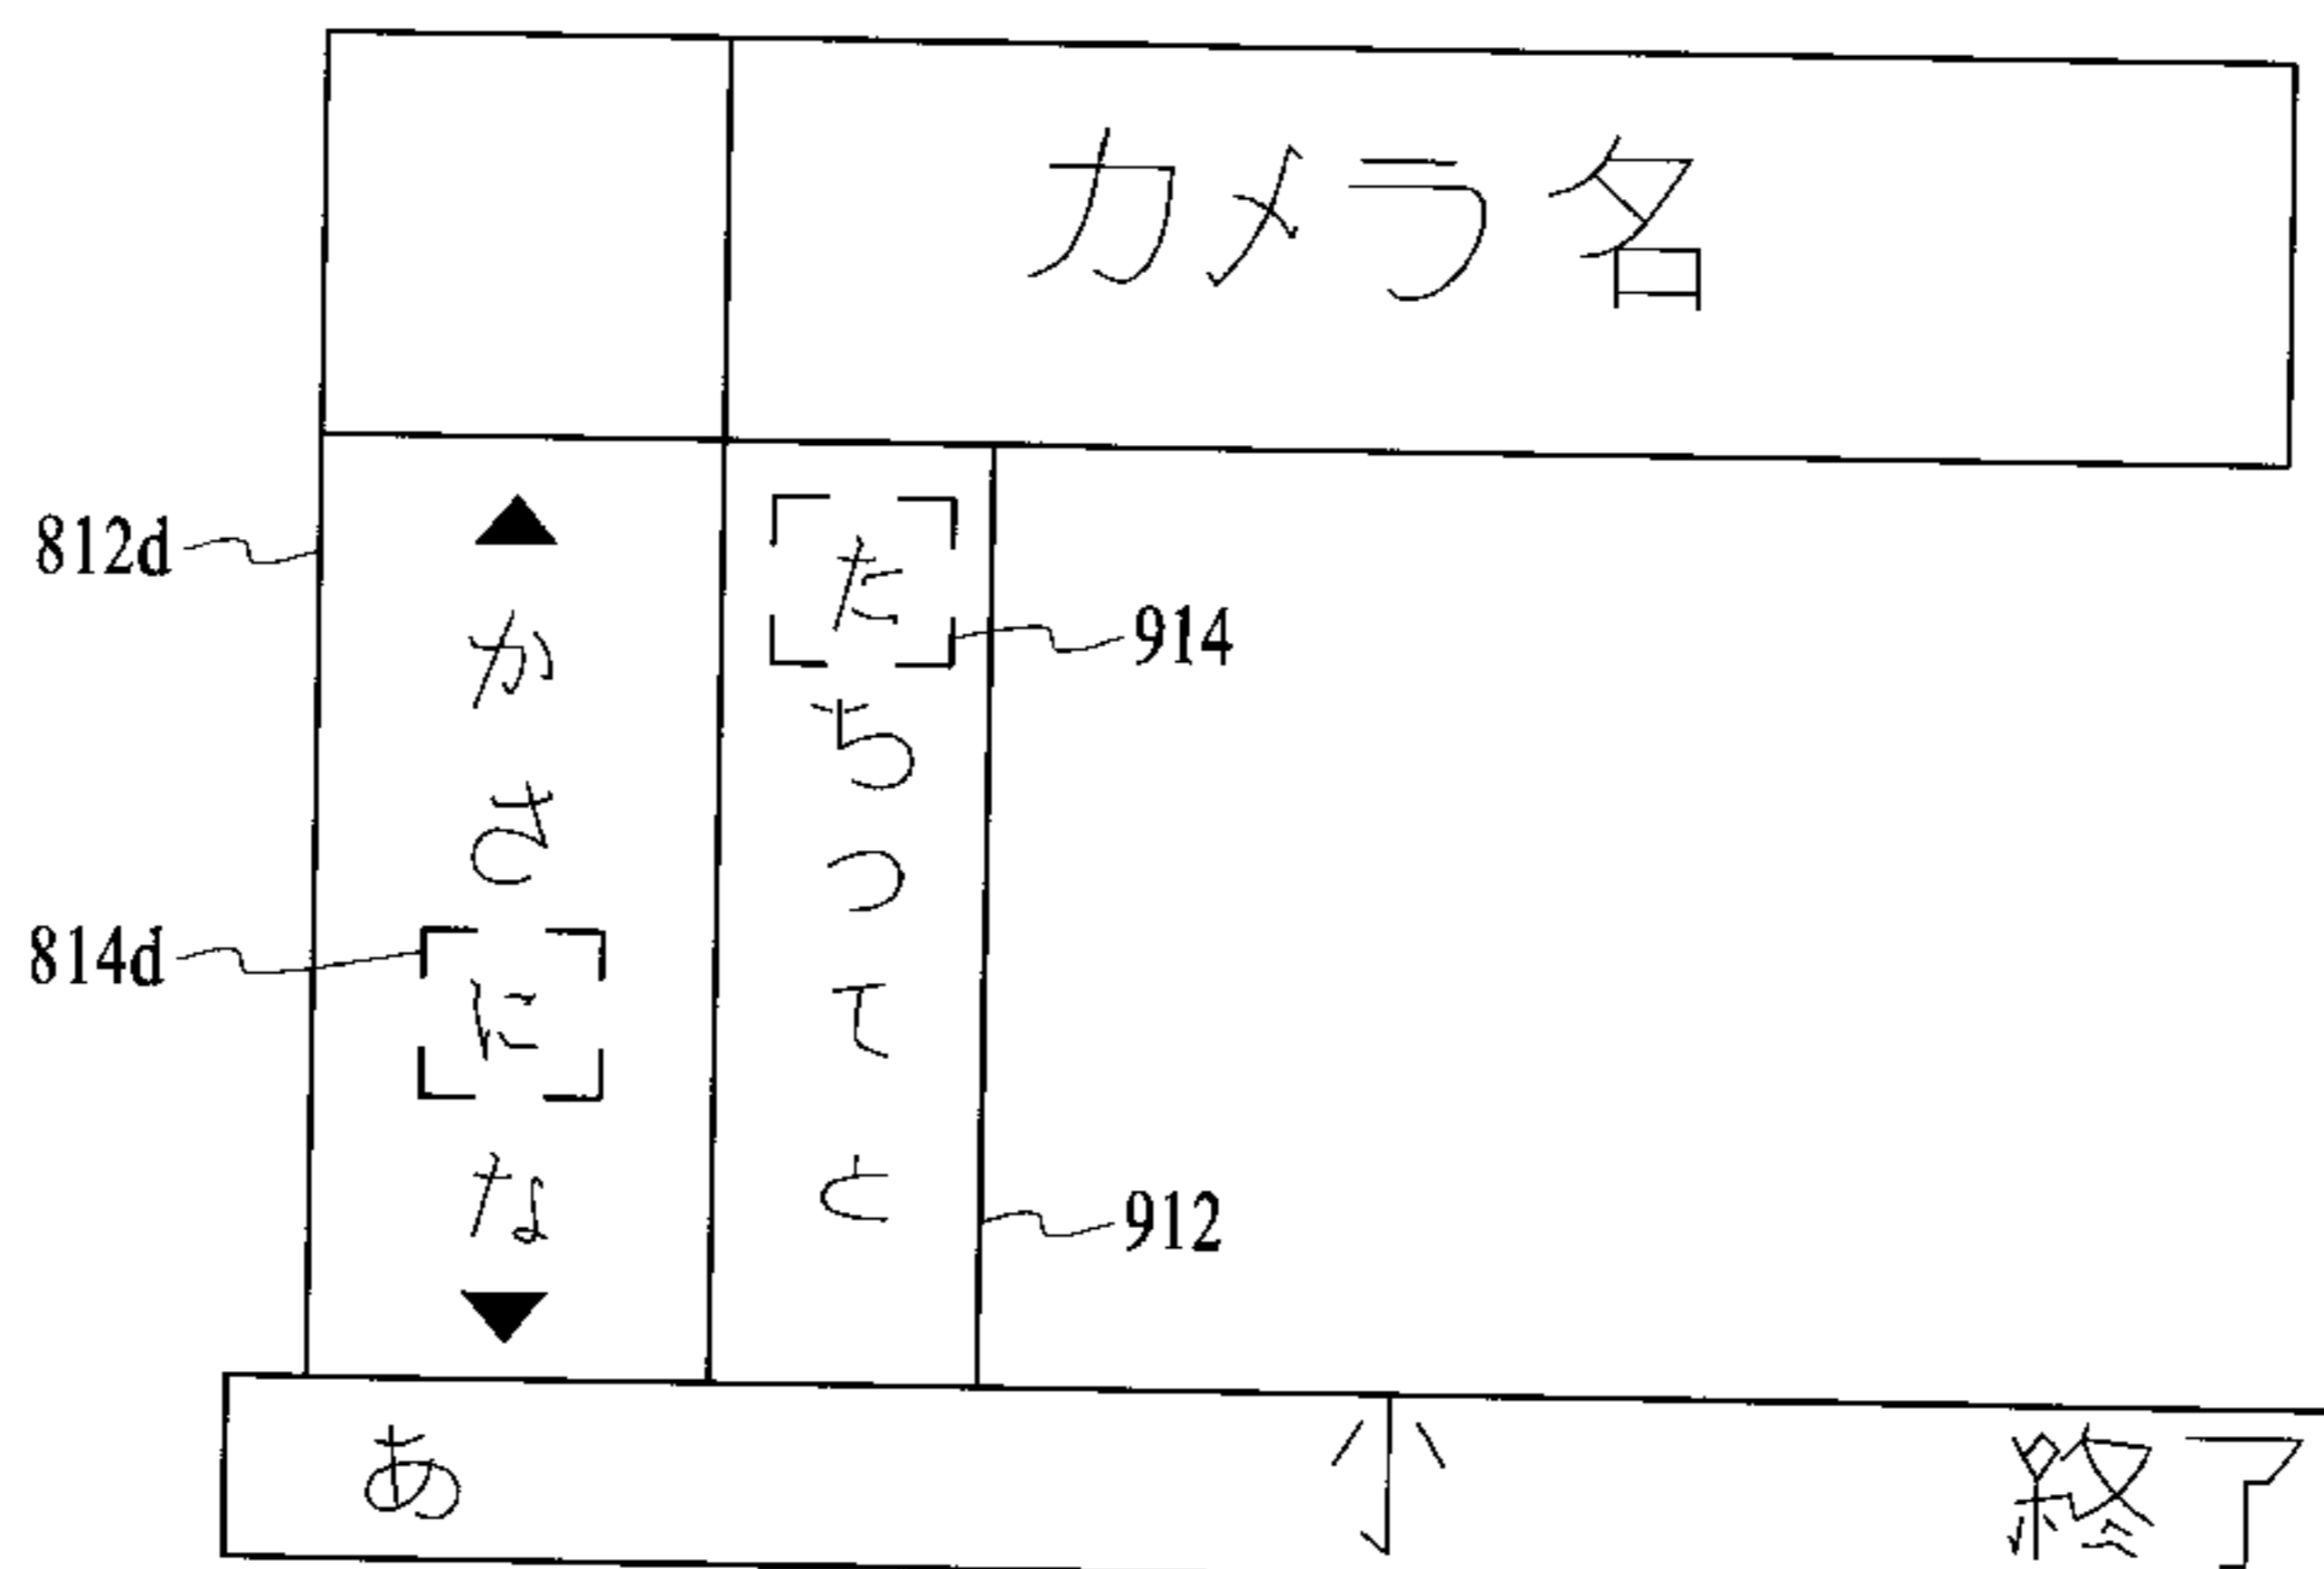 カメラ名
812d
▲
か
さ
814d
に
な
▼
た
914
ち
つ
て
と
912
あ 小 終了